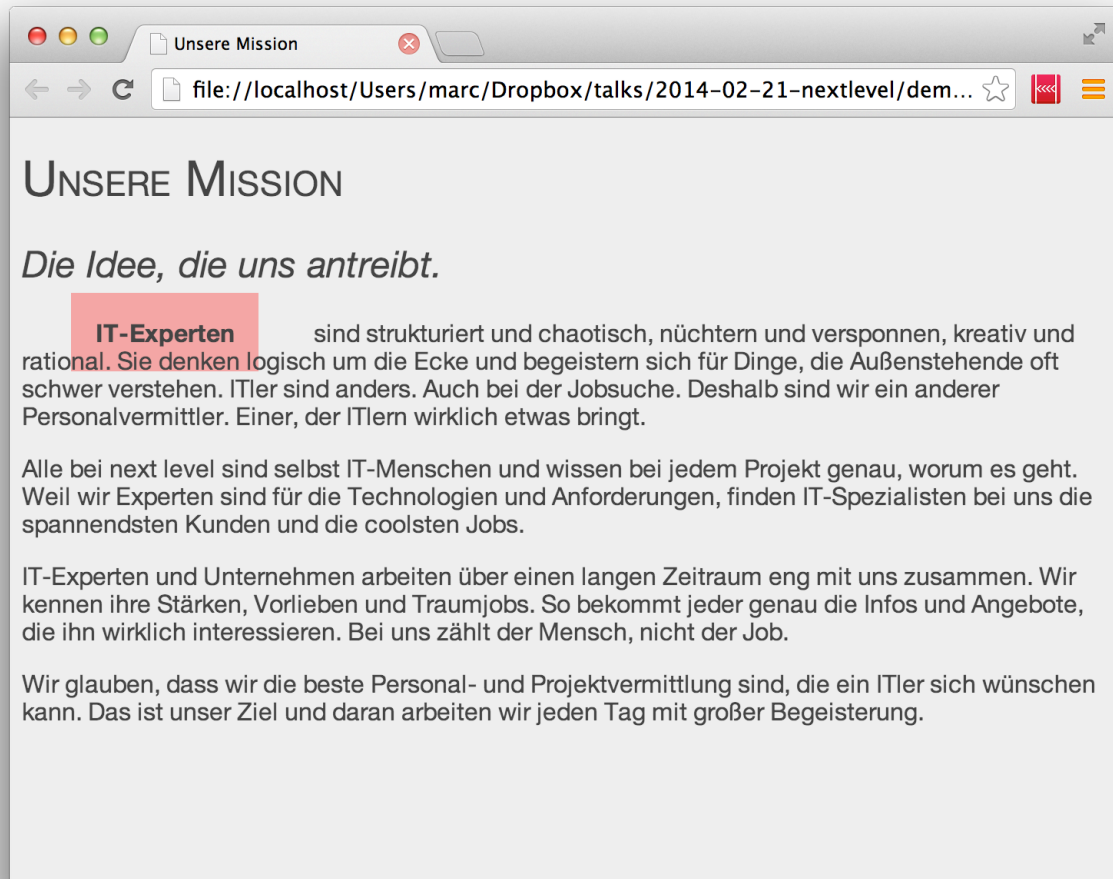 Unsere Mission
file://localhost/Users/marc/Dropbox/talks/2014-02-21-nextlevel/dem...
Unsere Mission
Die Idee, die uns antreibt.
IT-Experten sind strukturiert und chaotisch, nüchtern und versponnen, kreativ und
rational. Sie denken logisch um die Ecke und begeistern sich für Dinge, die Außenstehende oft
schwer verstehen. ITler sind anders. Auch bei der Jobsuche. Deshalb sind wir ein anderer
Personalvermittler. Einer, der ITlern wirklich etwas bringt.
Alle bei next level sind selbst IT-Menschen und wissen bei jedem Projekt genau, worum es geht.
Weil wir Experten sind für die Technologien und Anforderungen, finden IT-Spezialisten bei uns die
spannendsten Kunden und die coolsten Jobs.
IT-Experten und Unternehmen arbeiten über einen langen Zeitraum eng mit uns zusammen. Wir
kennen ihre Stärken, Vorlieben und Traumjobs. So bekommt jeder genau die Infos und Angebote,
die ihn wirklich interessieren. Bei uns zählt der Mensch, nicht der Job.
Wir glauben, dass wir die beste Personal- und Projektvermittlung sind, die ein ITler sich wünschen
kann. Das ist unser Ziel und daran arbeiten wir jeden Tag mit großer Begeisterung.